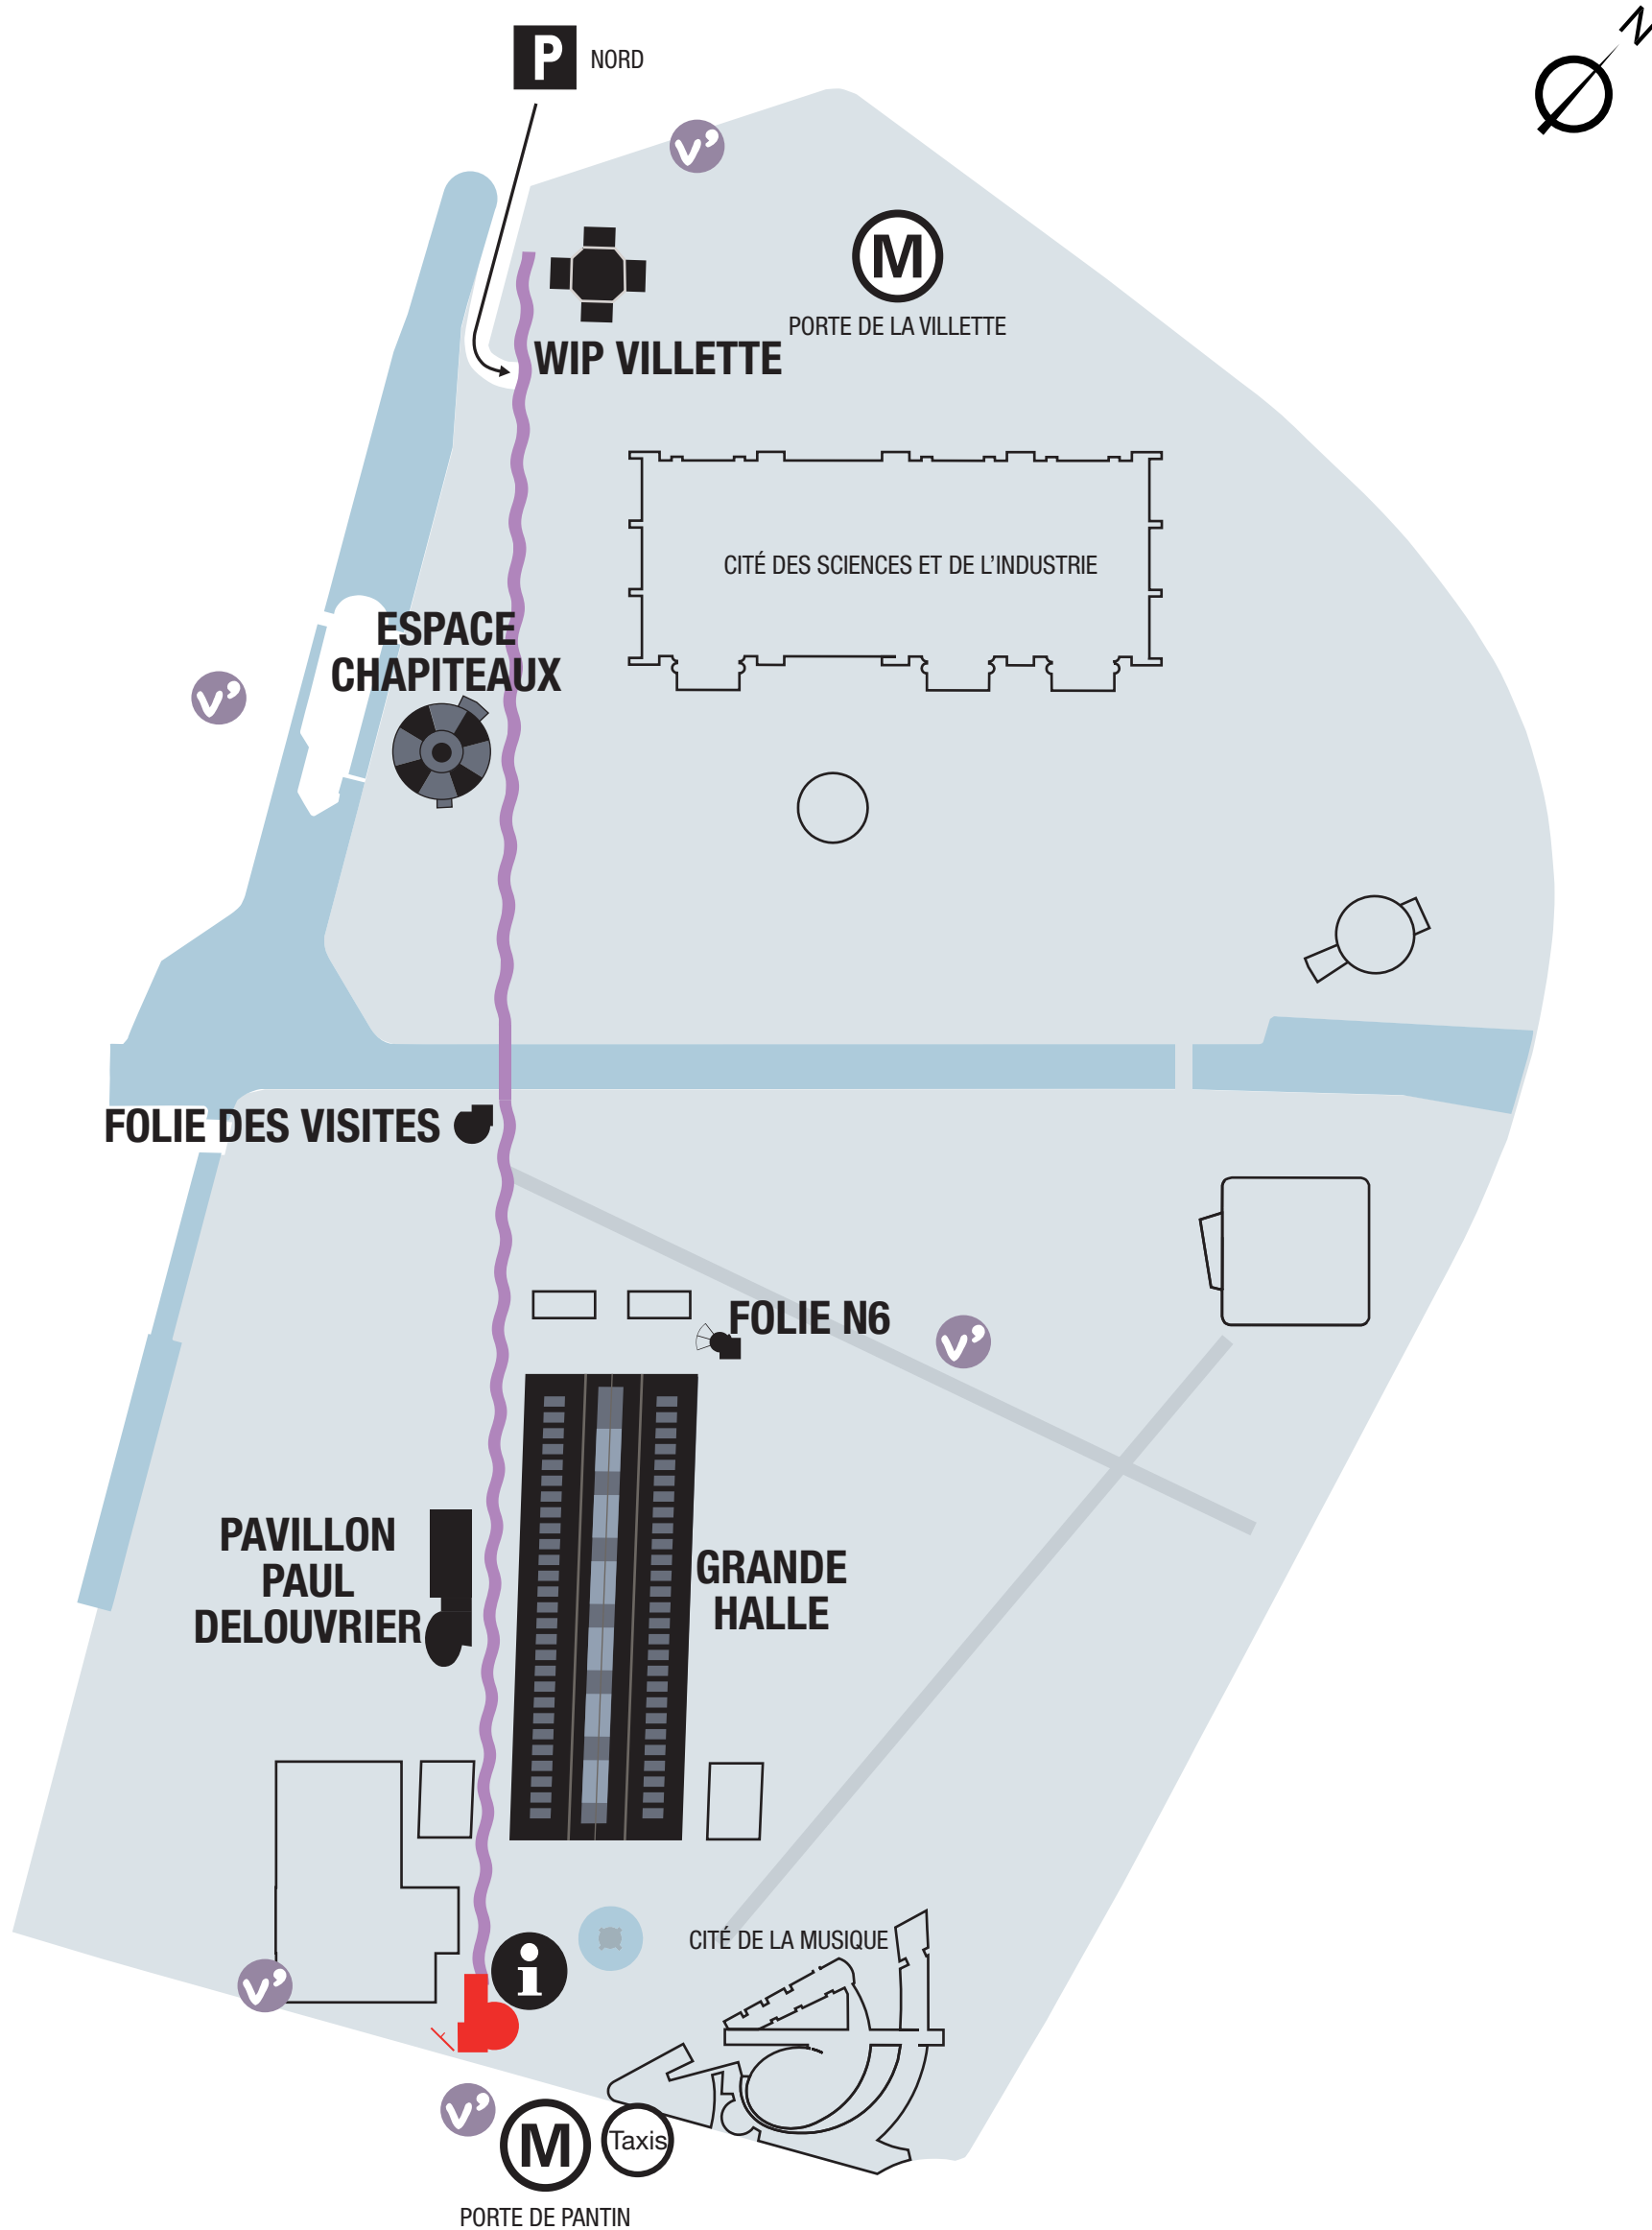 N
P NORD
v'
M
PORTE DE LA VILLETTE
WIP VILLETTE
CITÉ DES SCIENCES ET DE L'INDUSTRIE
ESPACE
CHAPITEAUX
v'
FOLIE DES VISITES
FOLIE N6
v'
PAVILLON
PAUL
DELOUVRIER
GRANDE
HALLE
CITÉ DE LA MUSIQUE
i
v'
v'
M
Taxis
PORTE DE PANTIN